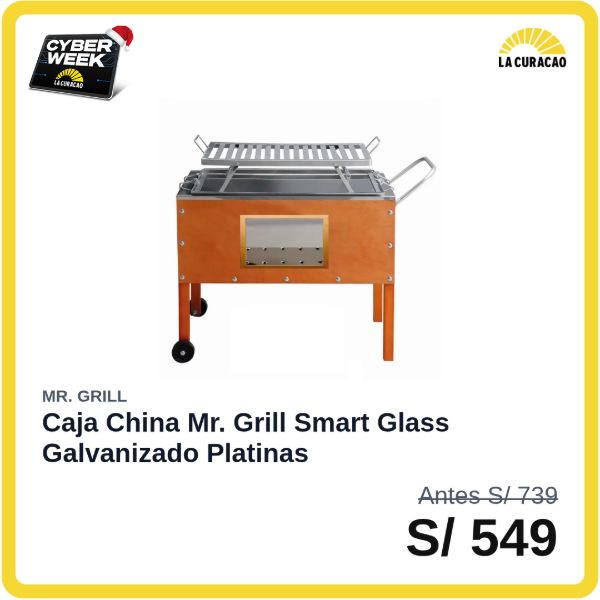 CYBER
WEEK
LA CURACAO
LA CURACAO
MR. GRILL
Caja China Mr. Grill Smart Glass
Galvanizado Platinas
Antes S/ 739
S/ 549